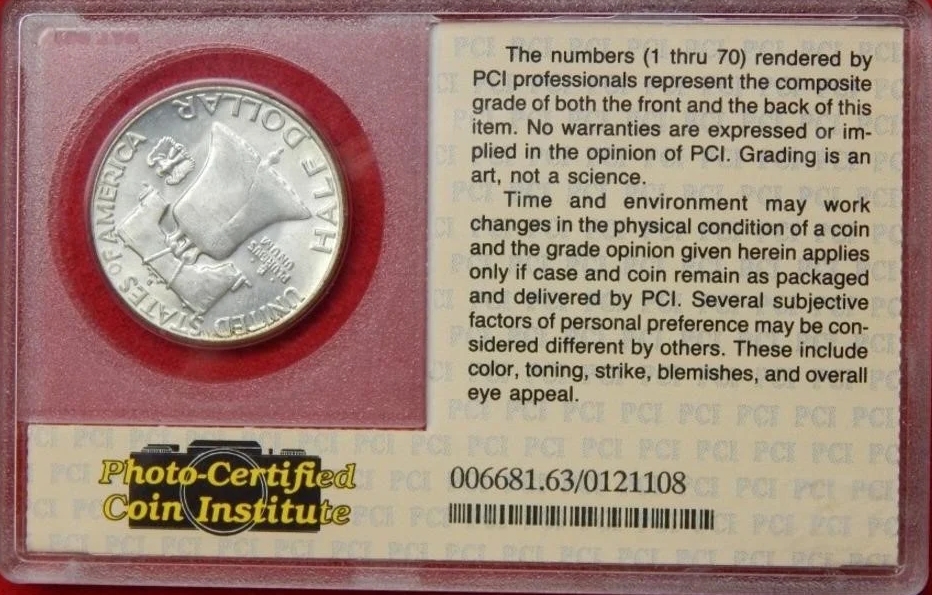 The numbers (1 thru 70) rendered by
PCI professionals represent the composite
grade of both the front and the back of this
item. No warranties are expressed or im-
plied in the opinion of PCI. Grading is an
art, not a science.
Time and environment may work
changes in the physical condition of a coin
and the grade opinion given herein applies
only if case and coin remain as packaged
and delivered by PCI. Several subjective
factors of personal preference may be con-
sidered different by others. These include
color, toning, strike, blemishes, and overall
eye appeal.
UNITED STATES OF AMERICA
HALF DOLLAR
E
PLURIBUS
UNUM
Photo-Certified
Coin Institute
006681.63/0121108